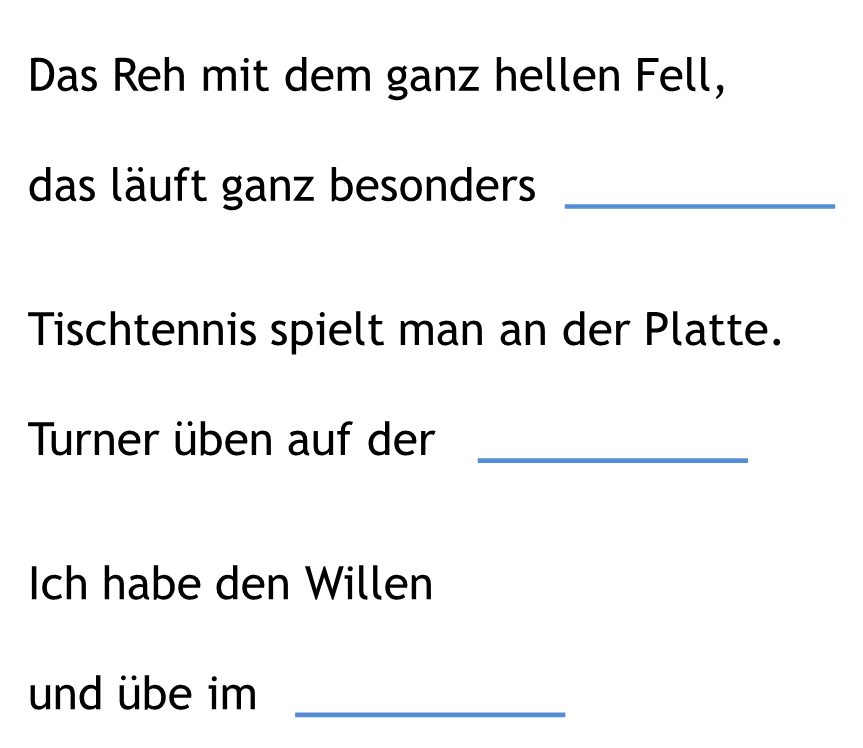 Das Reh mit dem ganz hellen Fell,
das läuft ganz besonders
Tischtennis spielt man an der Platte.
Turner üben auf der
Ich habe den Willen
und übe im